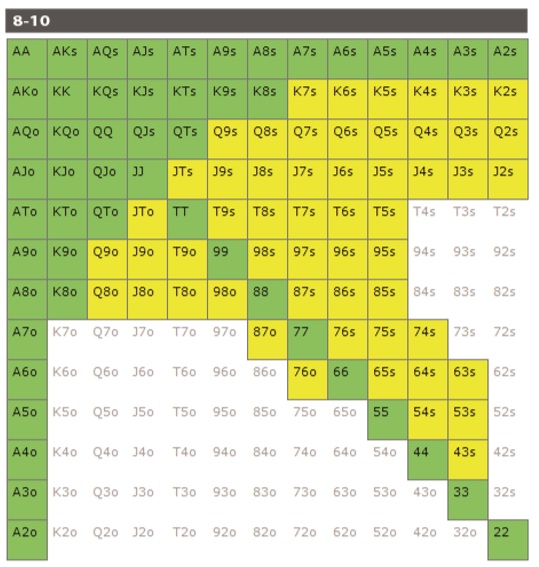 8-10
AA AKs AQs AJs ATs A9s A8s A7s A6s A5s A4s A3s A2s
AKo KK KQs KJs KTs K9s K8s K7s K6s K5s K4s K3s K2s
AQo KQo QQ QJs QTs Q9s Q8s Q7s Q6s Q5s Q4s Q3s Q2s
AJo KJo QJo JJ JTs J9s J8s J7s J6s J5s J4s J3s J2s
ATo KTo QTo JTo TT T9s T8s T7s T6s T5s T4s T3s T2s
A9o K9o Q9o J9o T9o 99 98s 97s 96s 95s 94s 93s 92s
A8o K8o Q8o J8o T8o 98o 88 87s 86s 85s 84s 83s 82s
A7o K7o Q7o J7o T7o 97o 87o 77 76s 75s 74s 73s 72s
A6o K6o Q6o J6o T6o 96o 86o 76o 66 65s 64s 63s 62s
A5o K5o Q5o J5o T5o 95o 85o 75o 65o 55 54s 53s 52s
A4o K4o Q4o J4o T4o 94o 84o 74o 64o 54o 44 43s 42s
A3o K3o Q3o J3o T3o 93o 83o 73o 63o 53o 43o 33 32s
A2o K2o Q2o J2o T2o 92o 82o 72o 62o 52o 42o 32o 22